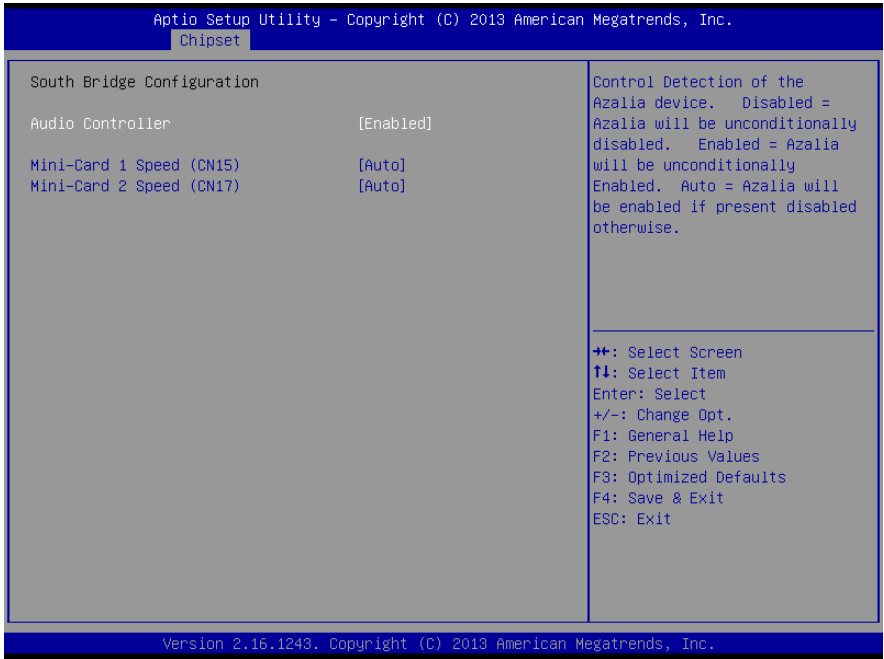 Aptio Setup Utility – Copyright (C) 2013 American Megatrends, Inc.
Chipset
South Bridge Configuration
Audio Controller [Enabled]
Mini-Card 1 Speed (CN15) [Auto]
Mini-Card 2 Speed (CN17) [Auto]
Control Detection of the
Azalia device. Disabled =
Azalia will be unconditionally
disabled. Enabled = Azalia
will be unconditionally
Enabled. Auto = Azalia will
be enabled if present disabled
otherwise.
→←: Select Screen
↑↓: Select Item
Enter: Select
+/-: Change Opt.
F1: General Help
F2: Previous Values
F3: Optimized Defaults
F4: Save & Exit
ESC: Exit
Version 2.16.1243. Copyright (C) 2013 American Megatrends, Inc.